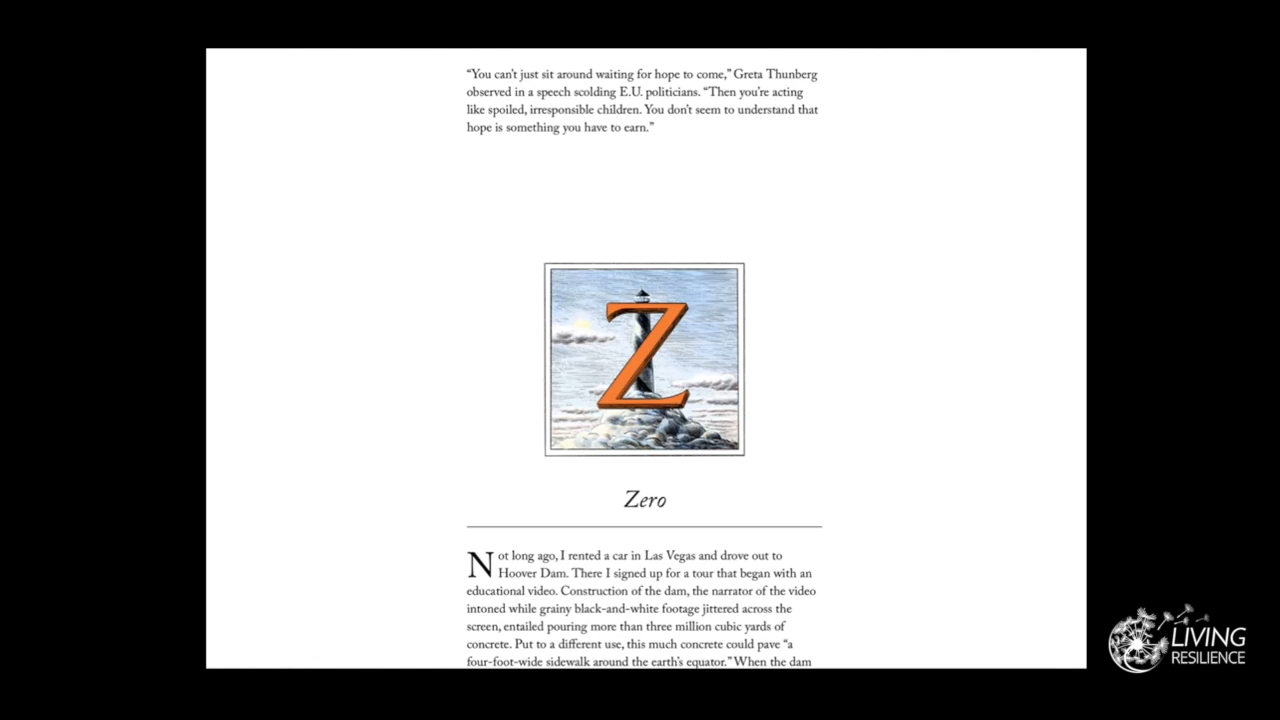 “You can’t just sit around waiting for hope to come,” Greta Thunberg
observed in a speech scolding E.U. politicians. “Then you’re acting
like spoiled, irresponsible children. You don’t seem to understand that
hope is something you have to earn.”
Z
Zero
Not long ago, I rented a car in Las Vegas and drove out to
Hoover Dam. There I signed up for a tour that began with an
educational video. Construction of the dam, the narrator of the video
intoned while grainy black-and-white footage jittered across the
screen, entailed pouring more than three million cubic yards of
concrete. Put to a different use, this much concrete could pave “a
four-foot-wide sidewalk around the earth’s equator.” When the dam
LIVING
RESILIENCE